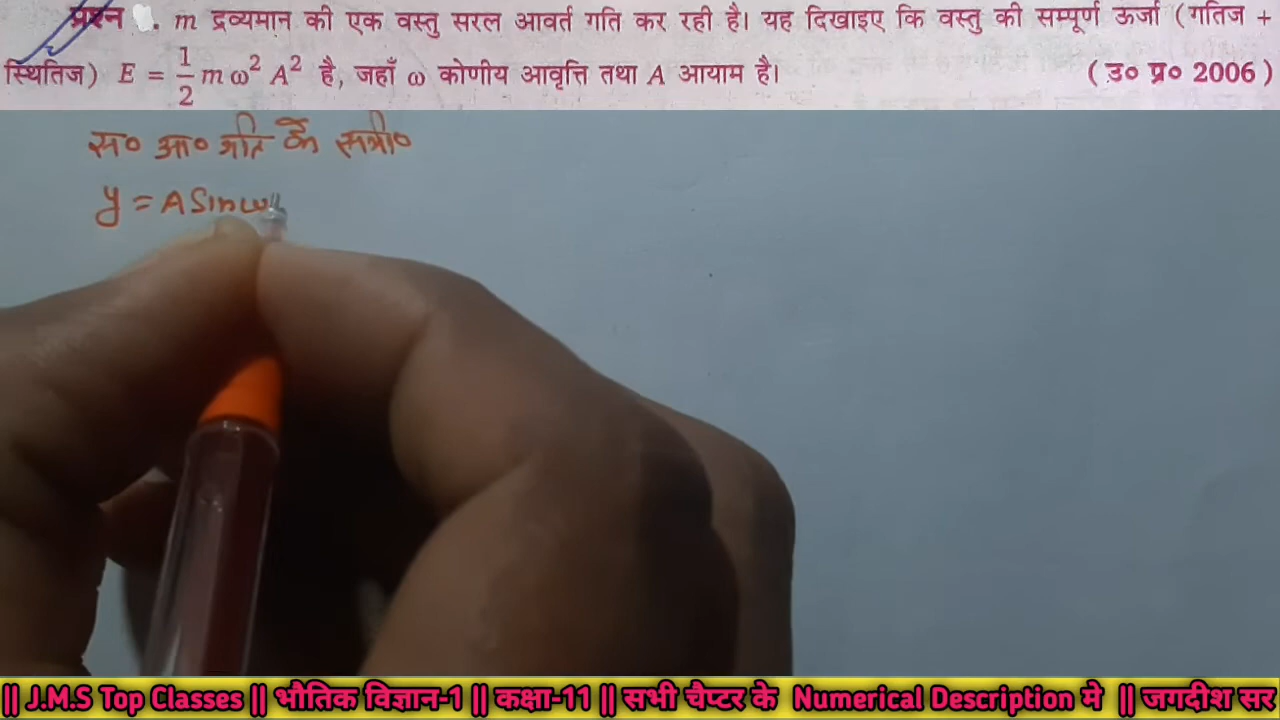 प्रश्न . m द्रव्यमान की एक वस्तु सरल आवर्त गति कर रही है। यह दिखाइए कि वस्तु की सम्पूर्ण ऊर्जा (गतिज +
स्थितिज) E = 1/2 m ω² A² है, जहाँ ω कोणीय आवृत्ति तथा A आयाम है। (उ० प्र० 2006)
स० आ० गति के समी०
y = A Sin ω
|| J.M.S Top Classes || भौतिक विज्ञान-1 || कक्षा-11 || सभी चैप्टर के Numerical Description मे || जगदीश सर